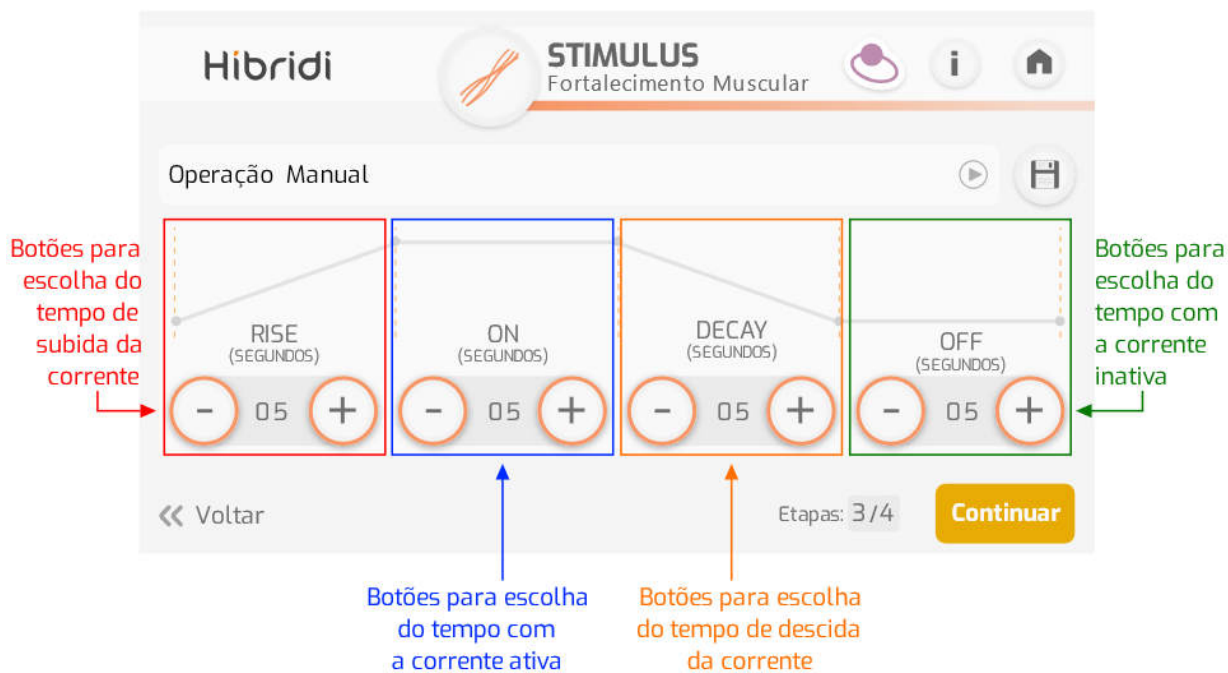 Híbridi
STIMULUS
Fortalecimento Muscular
i
Operação Manual
Botões para
escolha do
tempo de
subida da
corrente
RISE
(SEGUNDOS)
- 05 +
ON
(SEGUNDOS)
- 05 +
DECAY
(SEGUNDOS)
- 05 +
OFF
(SEGUNDOS)
- 05 +
Botões para
escolha do
tempo com
a corrente
inativa
Voltar
Etapas: 3/4
Continuar
Botões para escolha
do tempo com
a corrente ativa
Botões para escolha
do tempo de descida
da corrente